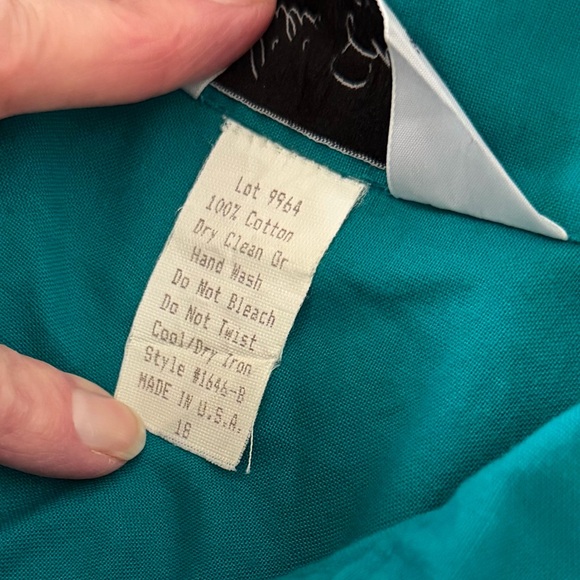 Lot 9964
100% Cotton
Dry Clean Or
Hand Wash
Do Not Bleach
Do Not Twist
Cool/Dry Iron
Style #1646-B
MADE IN U.S.A.
18